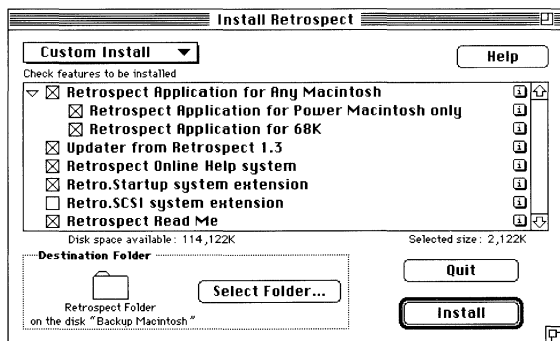 Install Retrospect
Custom Install
Help
Check features to be installed
Retrospect Application for Any Macintosh
Retrospect Application for Power Macintosh only
Retrospect Application for 68K
Updater from Retrospect 1.3
Retrospect Online Help system
Retro.Startup system extension
Retro.SCSI system extension
Retrospect Read Me
Disk space available: 114,122K
Selected size: 2,122K
Destination Folder
Quit
Select Folder...
Retrospect Folder
on the disk "Backup Macintosh"
Install